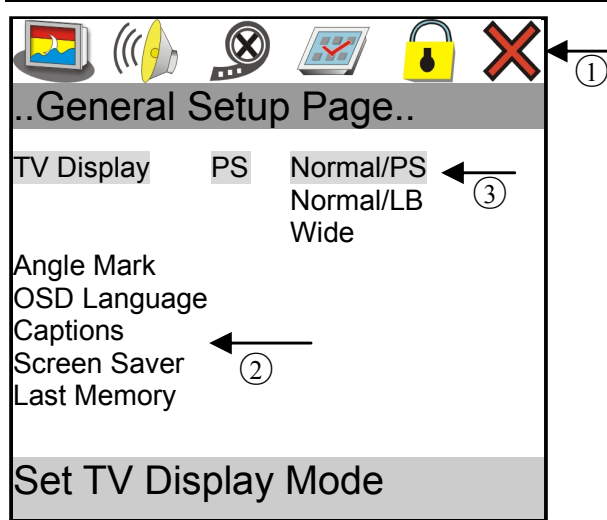 ①
..General Setup Page..
TV Display PS Normal/PS
③
Normal/LB
Wide
Angle Mark
OSD Language
Captions
Screen Saver
②
Last Memory
Set TV Display Mode